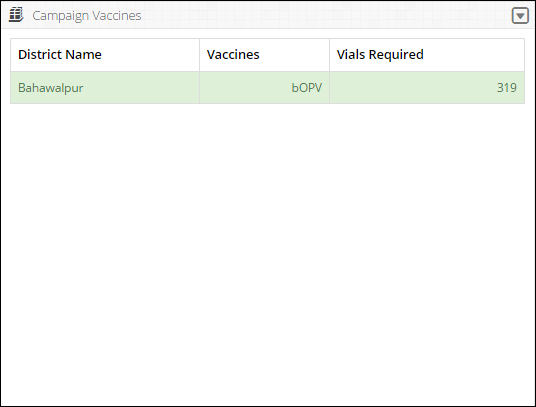 Campaign Vaccines
District Name Vaccines Vials Required
Bahawalpur bOPV 319